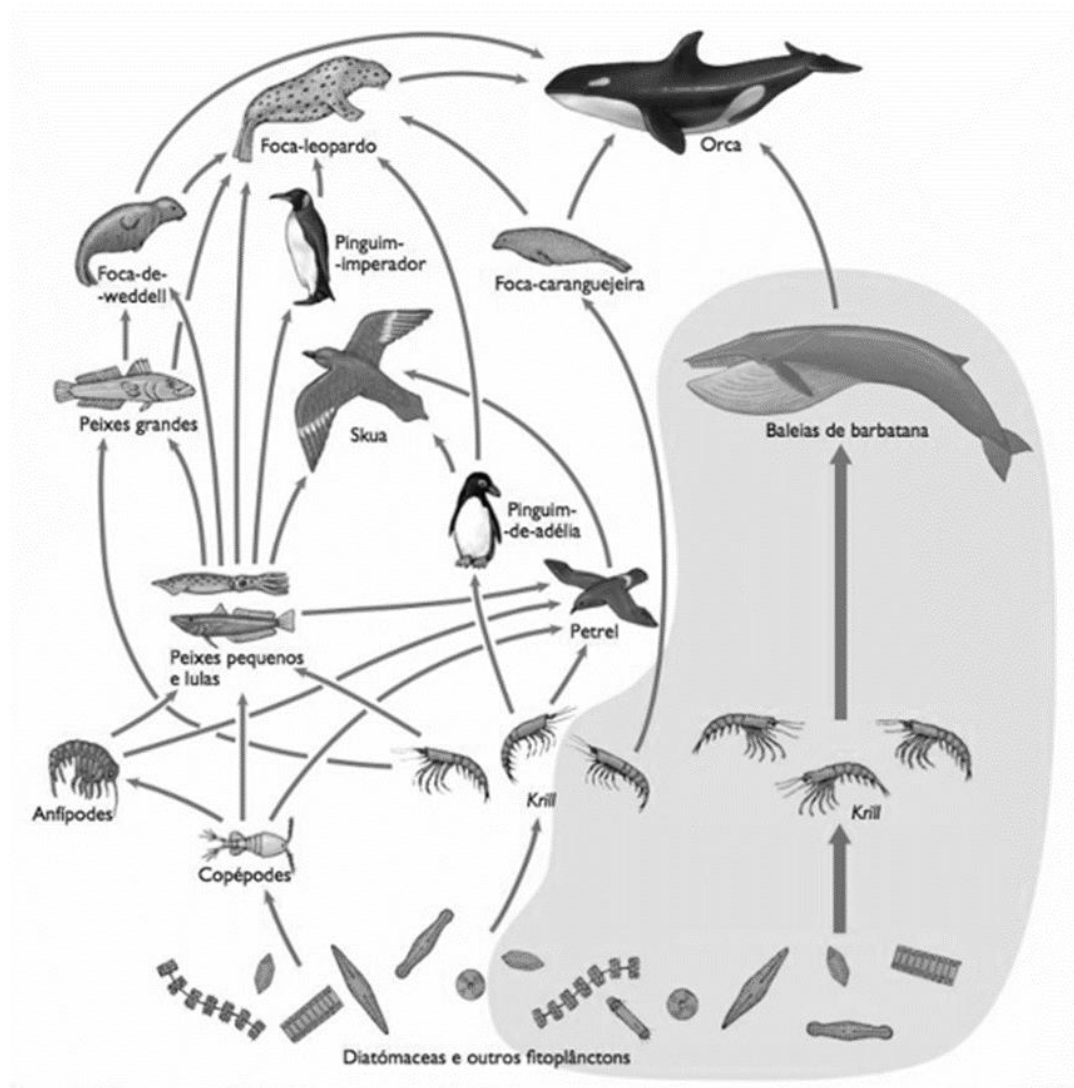 Foca-leopardo
Orca
Pinguim-
-imperador
Foca-de-
-weddell
Foca-caranguejeira
Peixes grandes
Skua
Baleias de barbatana
Pinguim-
-de-adélia
Petrel
Peixes pequenos
e lulas
Anfípodes
Krill
Krill
Copépodes
Diatómaceas e outros fitoplânctons